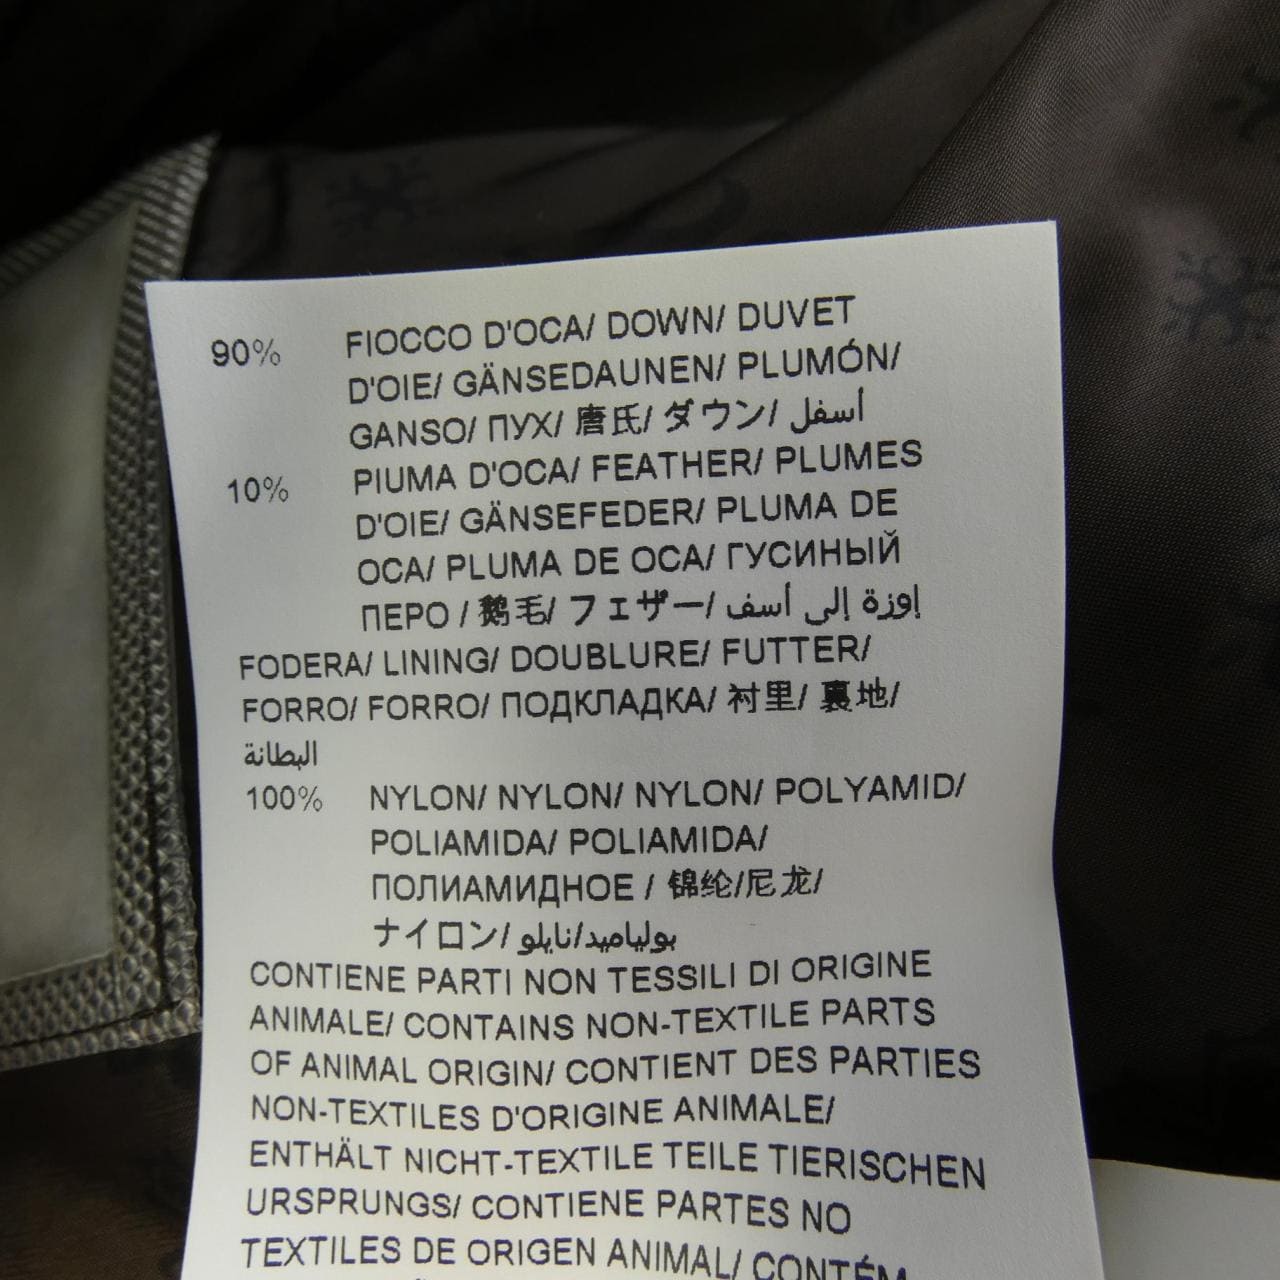 90% FIOCCO D'OCA/ DOWN/ DUVET
D'OIE/ GÄNSEDAUNEN/ PLUMÓN/
GANSO/ ПУХ/ 唐氏/ ダウン/ أسفل
10% PIUMA D'OCA/ FEATHER/ PLUMES
D'OIE/ GÄNSEFEDER/ PLUMA DE
OCA/ PLUMA DE OCA/ ГУСИНЫЙ
ПЕРО / 鹅毛/ フェザー/ إوزة إلى أسف
FODERA/ LINING/ DOUBLURE/ FUTTER/
FORRO/ FORRO/ ПОДКЛАДКА/ 衬里/ 裏地/
البطانة
100% NYLON/ NYLON/ NYLON/ POLYAMID/
POLIAMIDA/ POLIAMIDA/
ПОЛИАМИДНОЕ / 锦纶/尼龙/
ナイロン/ بولياميد/نايلو
CONTIENE PARTI NON TESSILI DI ORIGINE
ANIMALE/ CONTAINS NON-TEXTILE PARTS
OF ANIMAL ORIGIN/ CONTIENT DES PARTIES
NON-TEXTILES D'ORIGINE ANIMALE/
ENTHÄLT NICHT-TEXTILE TEILE TIERISCHEN
URSPRUNGS/ CONTIENE PARTES NO
TEXTILES DE ORIGEN ANIMAL/ CONTÉM